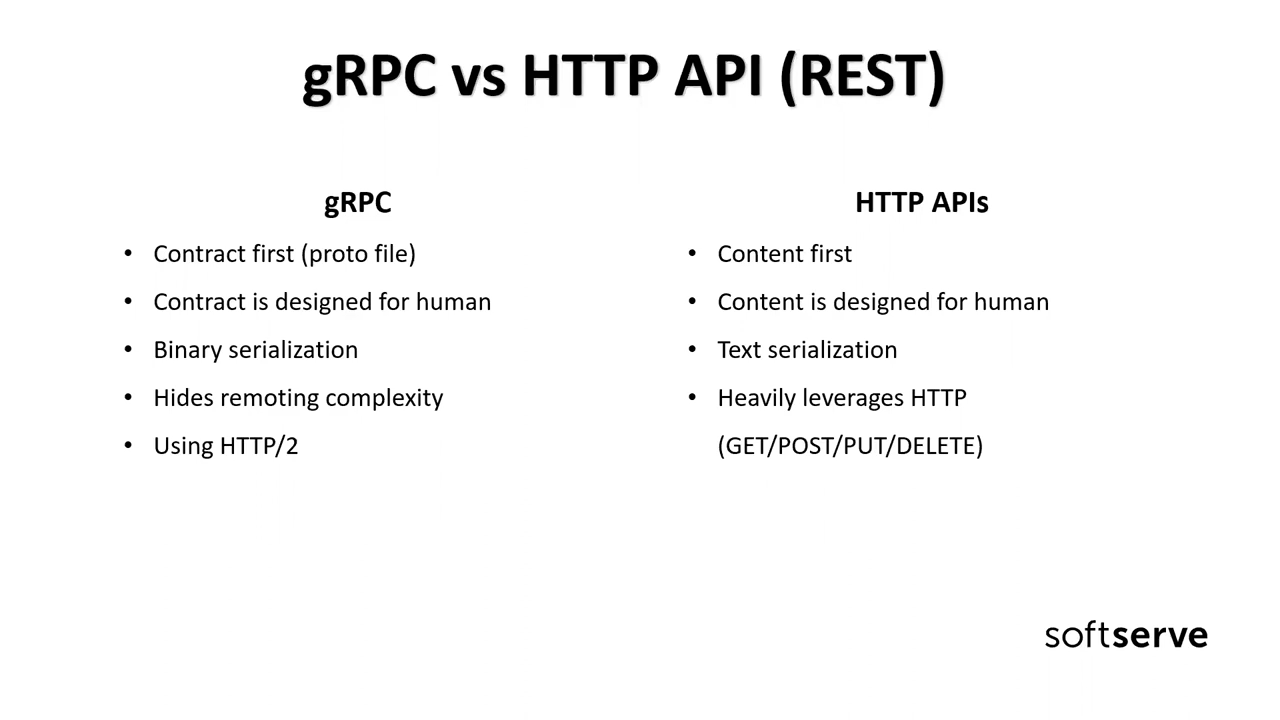 gRPC vs HTTP API (REST)
gRPC
• Contract first (proto file)
• Contract is designed for human
• Binary serialization
• Hides remoting complexity
• Using HTTP/2
HTTP APIs
• Content first
• Content is designed for human
• Text serialization
• Heavily leverages HTTP
(GET/POST/PUT/DELETE)
softserve